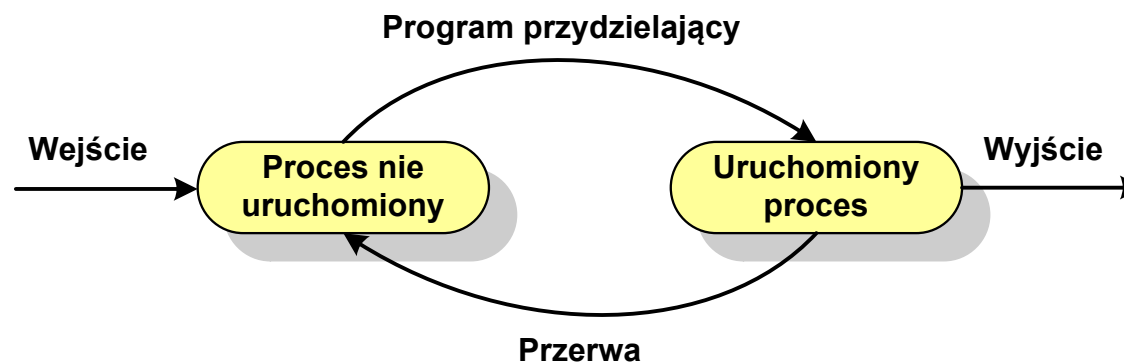 Program przydzielający
Wejście
Proces nie
uruchomiony
Uruchomiony
proces
Wyjście
Przerwa